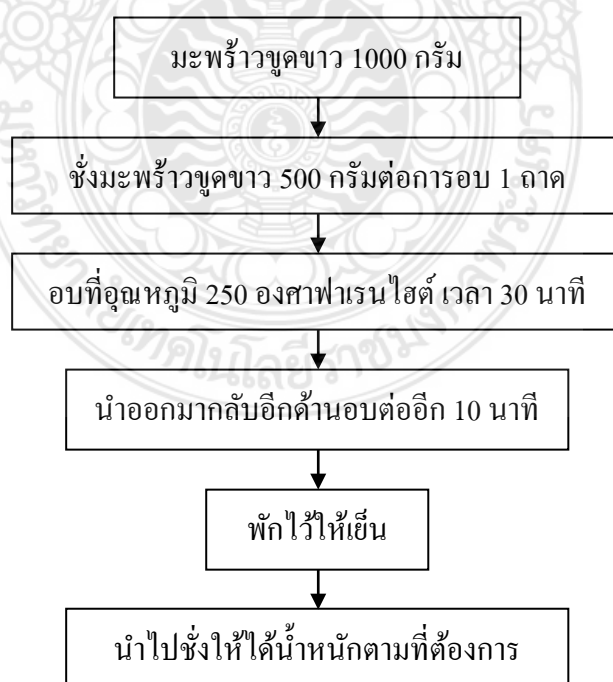 มะพร้าวขูดขาว 1000 กรัม
ชั่งมะพร้าวขูดขาว 500 กรัมต่อการอบ 1 ถาด
อบที่อุณหภูมิ 250 องศาฟาเรนไฮต์ เวลา 30 นาที
นำออกมากลับอีกด้านอบต่ออีก 10 นาที
พักไว้ให้เย็น
นำไปชั่งให้ได้น้ำหนักตามที่ต้องการ